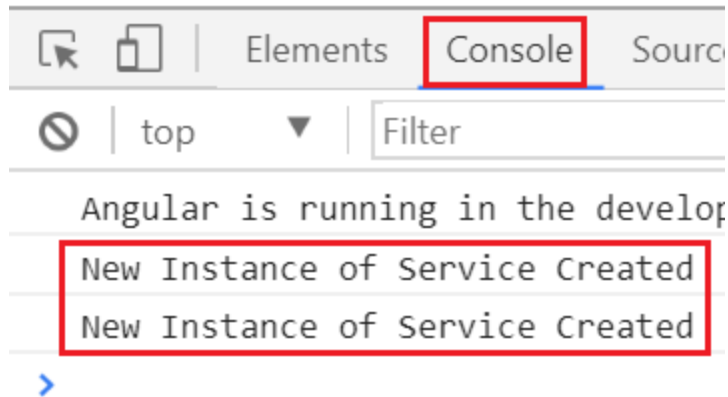 Elements Console Sourc
top Filter
Angular is running in the develop
New Instance of Service Created
New Instance of Service Created